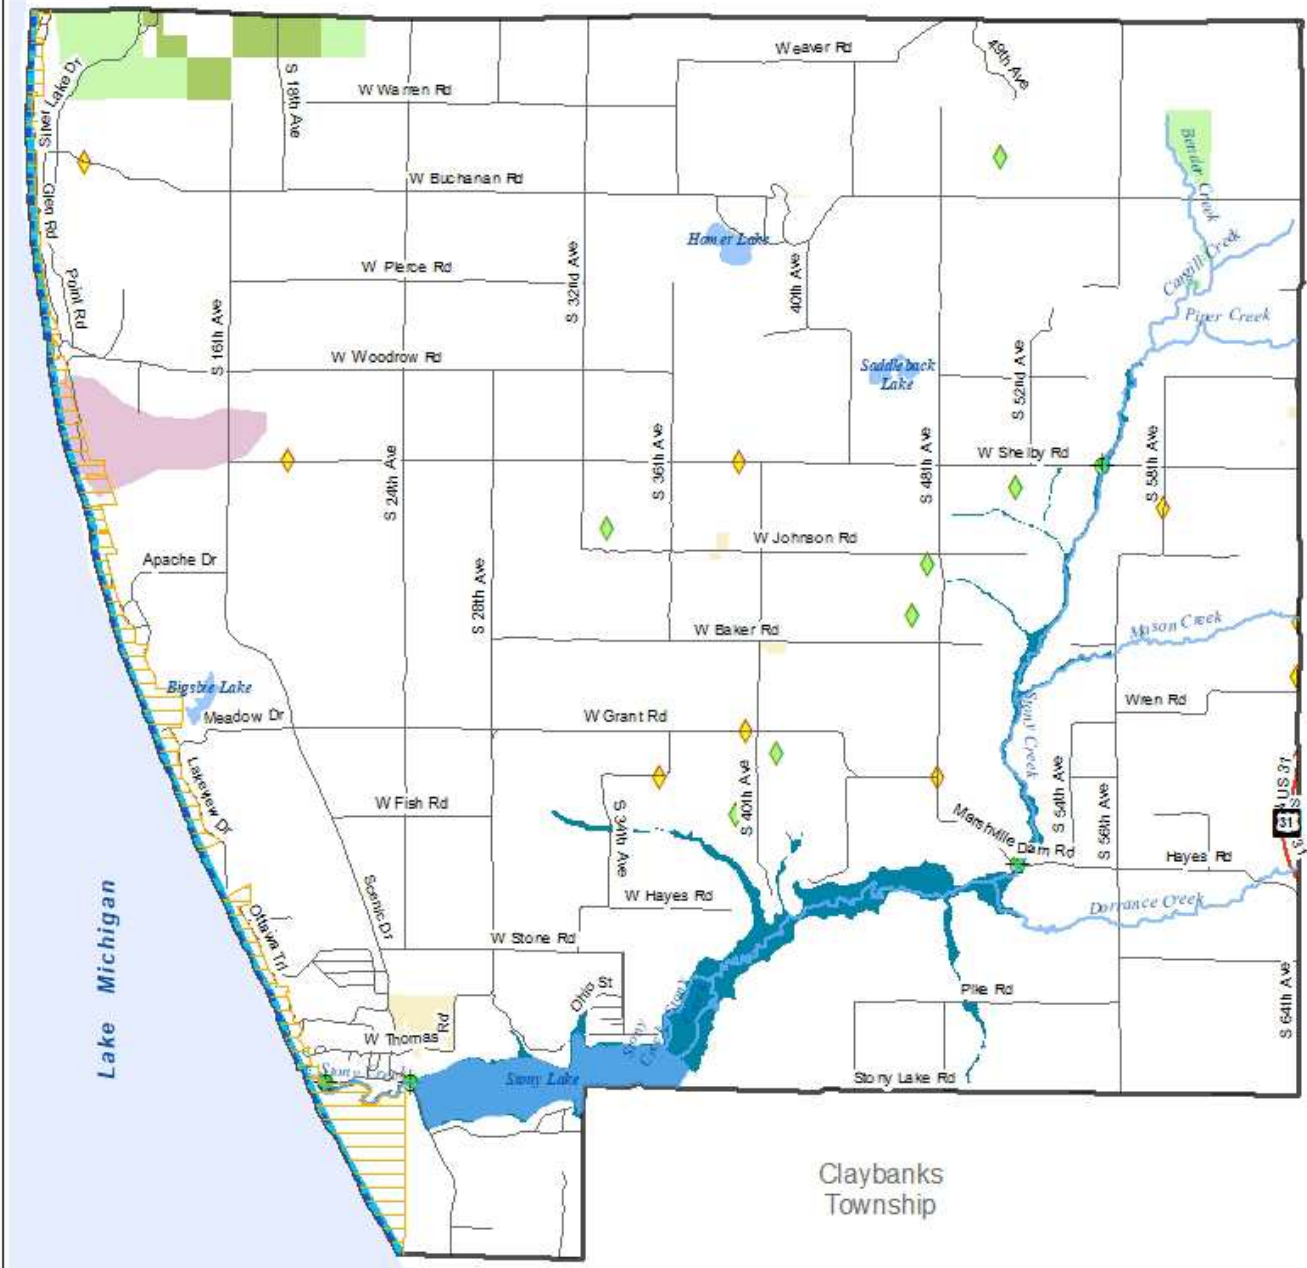 Weaver Rd
49th Ave
Silver Lake Dr
S 18th Ave
W Warren Rd
Bender Creek
W Buchanan Rd
Glen Rd
Homer Lake
Cargill Creek
W Pierce Rd
S 32nd Ave
40th Ave
Point Rd
S 16th Ave
Piper Creek
W Woodrow Rd
Saddleback
Lake
S 52nd Ave
W Shelby Rd
S 24th Ave
S 36th Ave
S 48th Ave
S 58th Ave
W Johnson Rd
Apache Dr
S 28th Ave
W Baker Rd
Mason Creek
Bigsbie Lake
Meadow Dr
W Grant Rd
Wren Rd
Stony Creek
Lakeview Dr
W Fish Rd
S 34th Ave
S 40th Ave
S 54th Ave
S 56th Ave
US 31
31
Marshville Dam Rd
Hayes Rd
W Hayes Rd
Dorrance Creek
Scenic Dr
Ottawa Trl
W Stone Rd
Lake Michigan
Ohio St
Pike Rd
S 64th Ave
W Thomas Rd
Stony Creek
Stony Creek
Stony
Stony Lake
Stony Lake Rd
Claybanks
Township